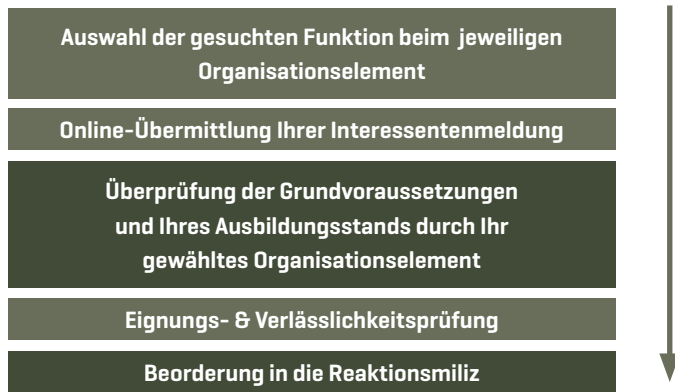 Auswahl der gesuchten Funktion beim jeweiligen
Organisationselement
Online-Übermittlung Ihrer Interessentenmeldung
Überprüfung der Grundvoraussetzungen
und Ihres Ausbildungsstands durch Ihr
gewähltes Organisationselement
Eignungs- & Verlässlichkeitsprüfung
Beorderung in die Reaktionsmiliz